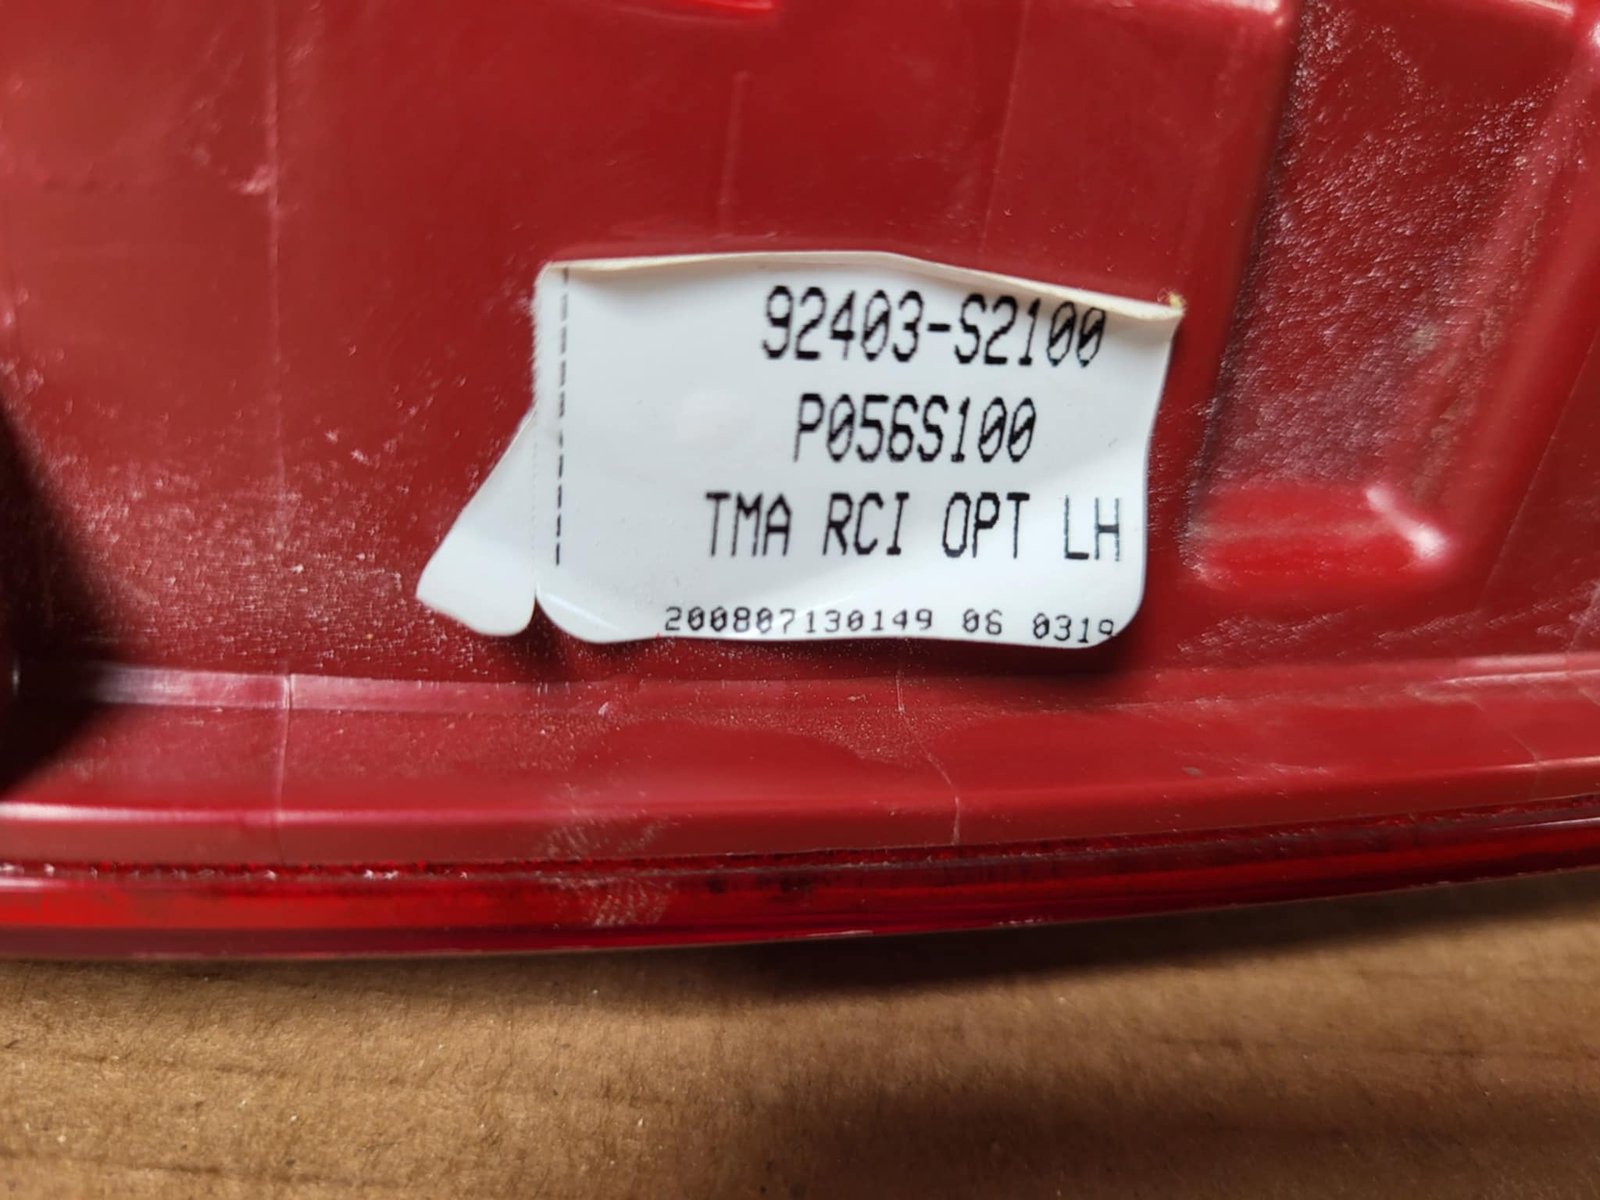 92403-S2100
P056S100
TMA RCI OPT LH
200807130149 06 0319